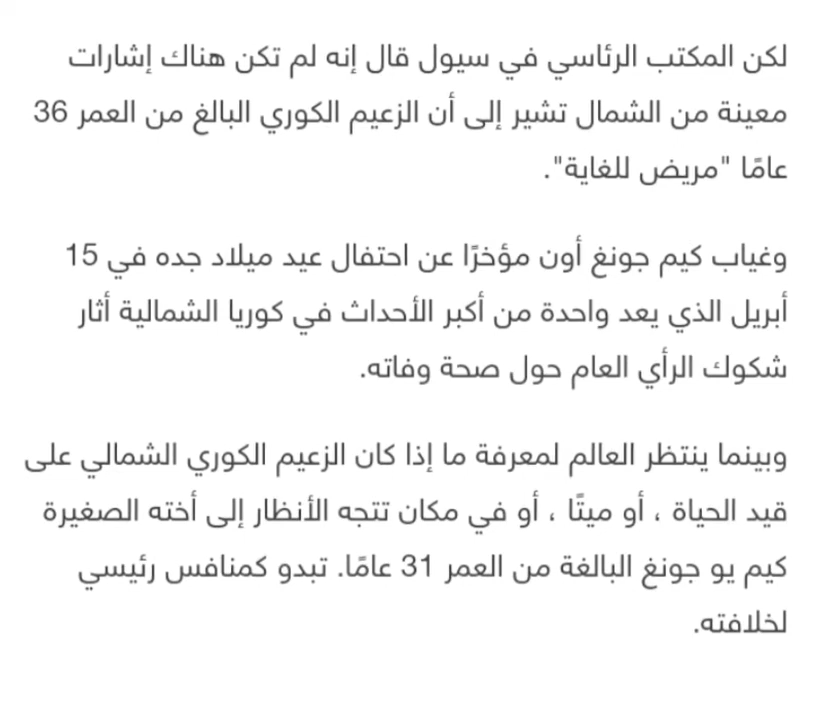 لكن المكتب الرئاسي في سيول قال إنه لم تكن هناك إشارات
معينة من الشمال تشير إلى أن الزعيم الكوري البالغ من العمر 36
عامًا "مريض للغاية".
وغياب كيم جونغ أون مؤخرًا عن احتفال عيد ميلاد جده في 15
أبريل الذي يعد واحدة من أكبر الأحداث في كوريا الشمالية أثار
شكوك الرأي العام حول صحة وفاته.
وبينما ينتظر العالم لمعرفة ما إذا كان الزعيم الكوري الشمالي على
قيد الحياة ، أو ميتًا ، أو في مكان تتجه الأنظار إلى أخته الصغيرة
كيم يو جونغ البالغة من العمر 31 عامًا. تبدو كمنافس رئيسي
لخلافته.